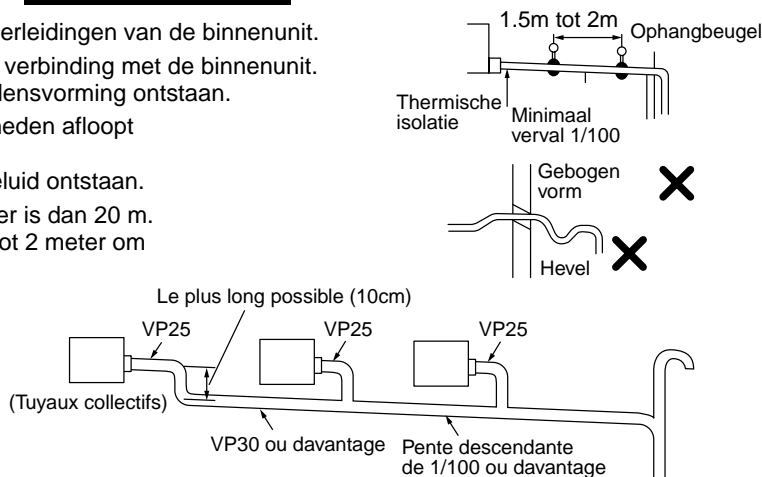 erleidingen van de binnenunit.
verbinding met de binnenunit.
densvorming ontstaan.
neden afloopt
eluid ontstaan.
er is dan 20 m.
ot 2 meter om
1.5m tot 2m
Ophangbeugel
Thermische
isolatie
Minimaal
verval 1/100
Gebogen
vorm
Hevel
Le plus long possible (10cm)
VP25
VP25
VP25
(Tuyaux collectifs)
VP30 ou davantage
Pente descendante
de 1/100 ou davantage